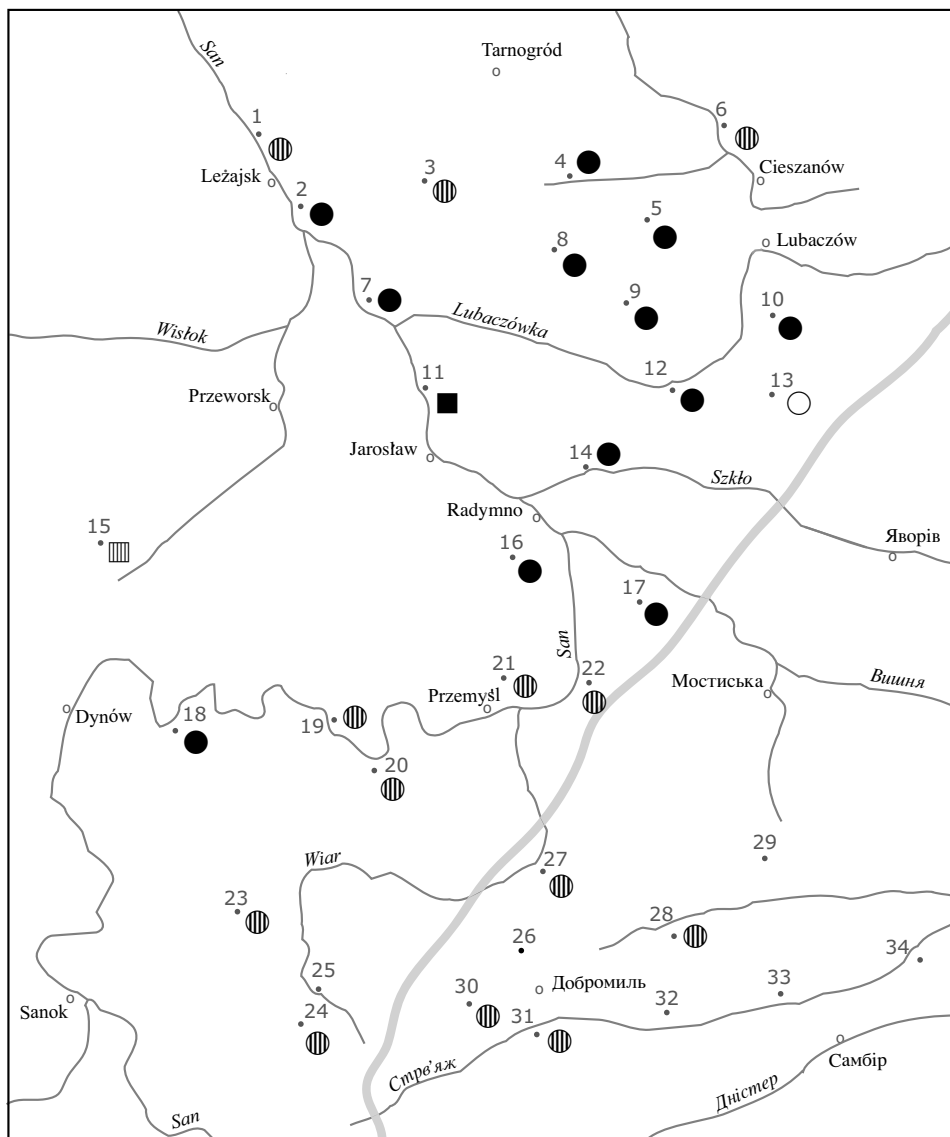 San
Tarnogród
1
6
3
4
Cieszanów
Leżajsk
2
5
8
Lubaczów
7
9
10
Lubaczówka
Wisłok
11
12
13
Przeworsk
Jarosław
14
Szkło
Radymno
15
16
Яворів
17
San
21
22
Przemyśl
Мостиська
Вишня
Dynów
18
19
20
Wiar
27
29
23
28
26
34
25
Добромиль
33
Sanok
30
32
24
31
Стрв'яж
Самбір
Дністер
San